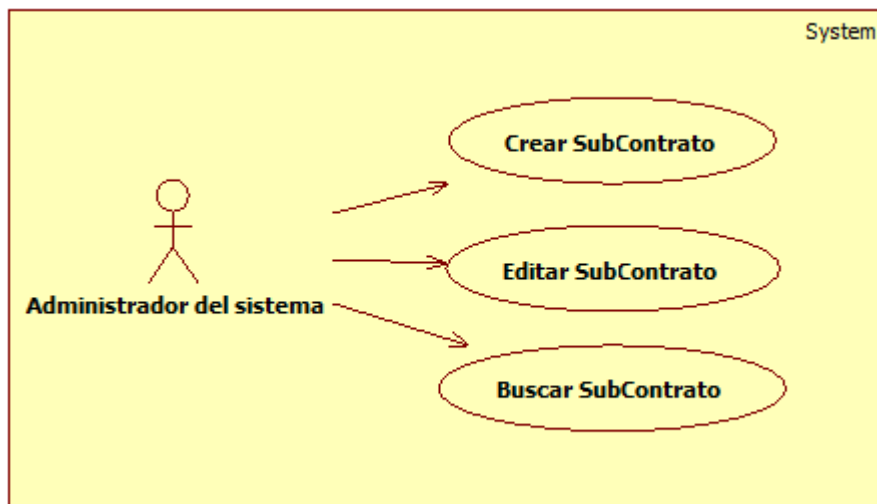 System
Crear SubContrato
Editar SubContrato
Administrador del sistema
Buscar SubContrato